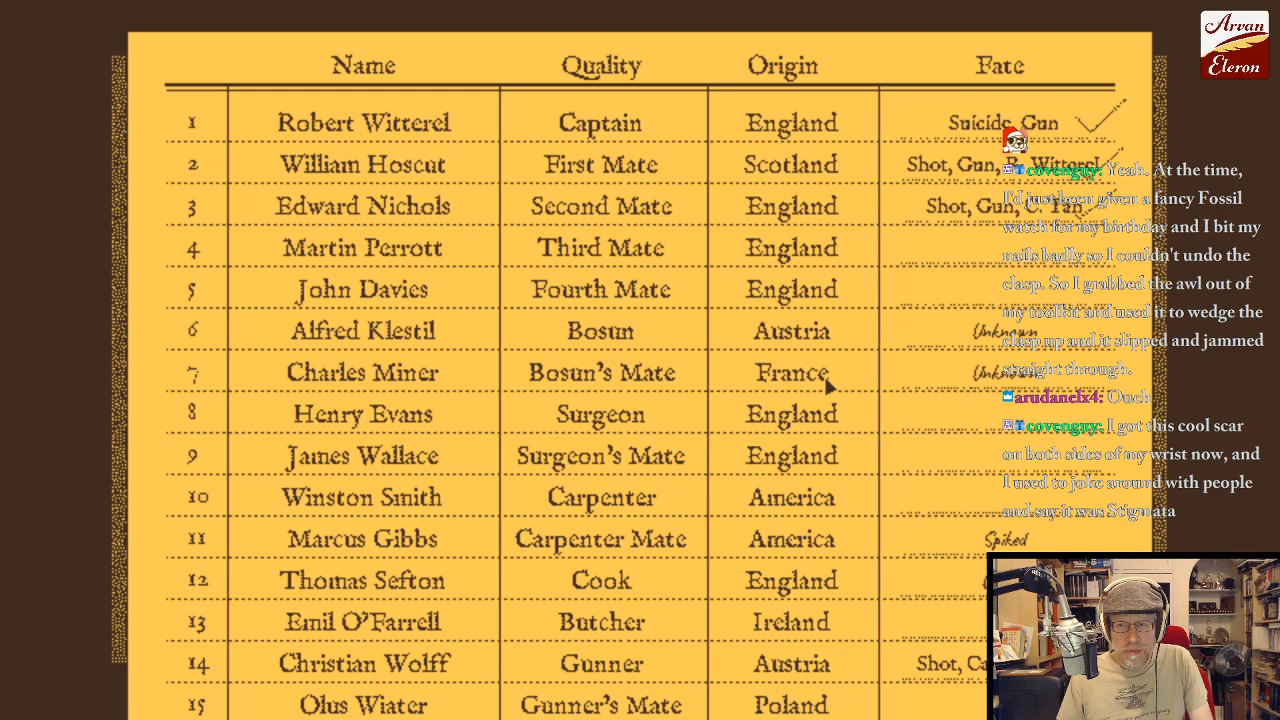 Arvan
Eleron
Name Quality Origin Fate
1 Robert Witterel Captain England Suicide, Gun
2 William Hoscut First Mate Scotland Shot, Gun, R. Witterel
3 Edward Nichols Second Mate England Shot, Gun, C. Tan
4 Martin Perrott Third Mate England
5 John Davies Fourth Mate England
6 Alfred Klestil Bosun Austria Unknown
7 Charles Miner Bosun's Mate France
8 Henry Evans Surgeon England
9 James Wallace Surgeon's Mate England
10 Winston Smith Carpenter America
11 Marcus Gibbs Carpenter Mate America Spiked
12 Thomas Sefton Cook England
13 Emil O'Farrell Butcher Ireland
14 Christian Wolff Gunner Austria Shot,
15 Olus Wiater Gunner's Mate Poland
covenguy: Yeah. At the time,
I'd just been given a fancy Fossil
watch for my birthday and I bit my
nails badly so I couldn't undo the
clasp. So I grabbed the awl out of
my toolkit and used it to wedge the
clasp up and it slipped and jammed
straight through.
arudanelx4: Ouch
covenguy: I got this cool scar
on both sides of my wrist now, and
I used to joke around with people
and say it was Stigmata